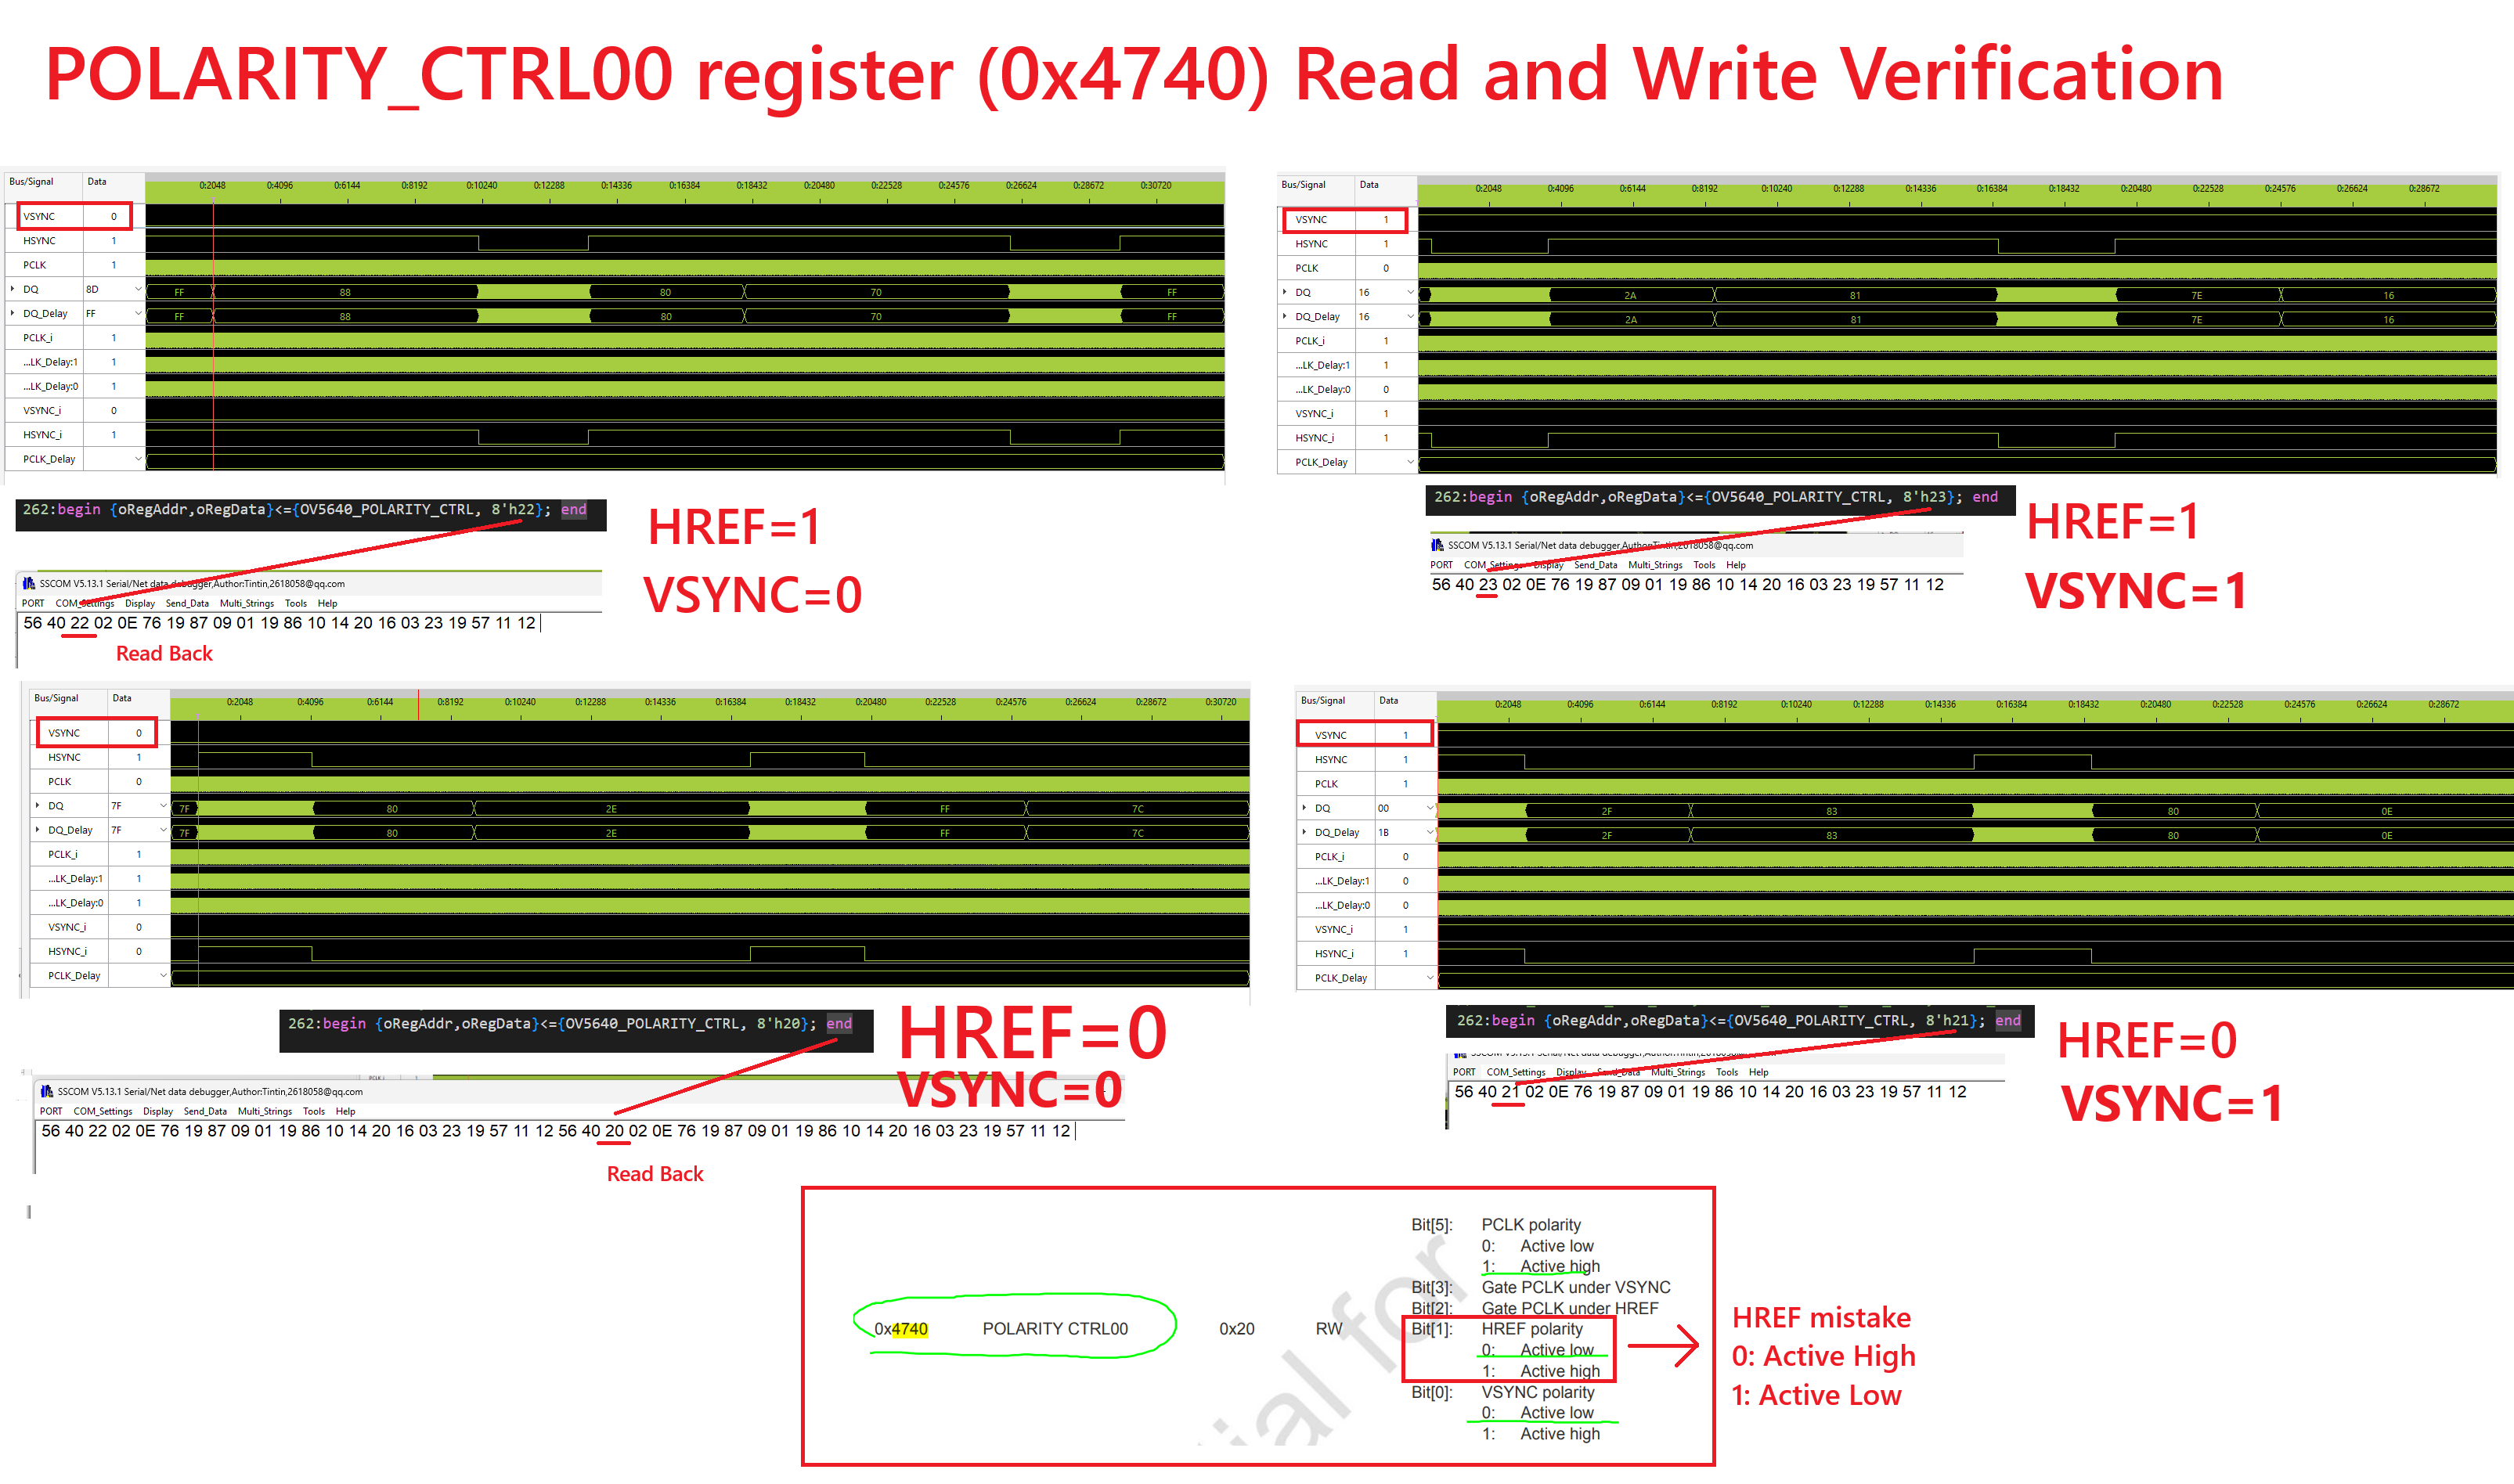 POLARITY_CTRL00 register (0x4740) Read and Write Verification
Bus/Signal Data 0:2048 0:4096 0:6144 0:8192 0:10240 0:12288 0:14336 0:16384 0:18432 0:20480 0:22528 0:24576 0:26624 0:28672 0:30720
VSYNC 0
HSYNC 1
PCLK 1
DQ 8D FF 88 80 70 FF
DQ_Delay FF FF 88 80 70 FF
PCLK_i 1
...LK_Delay:1 1
...LK_Delay:0 1
VSYNC_i 0
HSYNC_i 1
PCLK_Delay
Bus/Signal Data 0:2048 0:4096 0:6144 0:8192 0:10240 0:12288 0:14336 0:16384 0:18432 0:20480 0:22528 0:24576 0:26624 0:28672
VSYNC 1
HSYNC 1
PCLK 0
DQ 16 2A 81 7E 16
DQ_Delay 16 2A 81 7E 16
PCLK_i 1
...LK_Delay:1 1
...LK_Delay:0 0
VSYNC_i 1
HSYNC_i 1
PCLK_Delay
262:begin {oRegAddr,oRegData}<={OV5640_POLARITY_CTRL, 8'h22}; end
HREF=1
VSYNC=0
SSCOM V5.13.1 Serial/Net data debugger,Author:Tintin,2618058@qq.com
PORT COM_Settings Display Send_Data Multi_Strings Tools Help
56 40 22 02 0E 76 19 87 09 01 19 86 10 14 20 16 03 23 19 57 11 12
Read Back
262:begin {oRegAddr,oRegData}<={OV5640_POLARITY_CTRL, 8'h23}; end
HREF=1
VSYNC=1
SSCOM V5.13.1 Serial/Net data debugger,Author:Tintin,2618058@qq.com
PORT COM_Settings Display Send_Data Multi_Strings Tools Help
56 40 23 02 0E 76 19 87 09 01 19 86 10 14 20 16 03 23 19 57 11 12
Bus/Signal Data 0:2048 0:4096 0:6144 0:8192 0:10240 0:12288 0:14336 0:16384 0:18432 0:20480 0:22528 0:24576 0:26624 0:28672 0:30720
VSYNC 0
HSYNC 1
PCLK 0
DQ 7F 7F 80 2E FF 7C
DQ_Delay 7F 7F 80 2E FF 7C
PCLK_i 1
...LK_Delay:1 1
...LK_Delay:0 1
VSYNC_i 0
HSYNC_i 0
PCLK_Delay
Bus/Signal Data 0:2048 0:4096 0:6144 0:8192 0:10240 0:12288 0:14336 0:16384 0:18432 0:20480 0:22528 0:24576 0:26624 0:28672
VSYNC 1
HSYNC 1
PCLK 1
DQ 00 2F 83 80 0E
DQ_Delay 1B 2F 83 80 0E
PCLK_i 0
...LK_Delay:1 0
...LK_Delay:0 0
VSYNC_i 1
HSYNC_i 1
PCLK_Delay
262:begin {oRegAddr,oRegData}<={OV5640_POLARITY_CTRL, 8'h20}; end
HREF=0
VSYNC=0
SSCOM V5.13.1 Serial/Net data debugger,Author:Tintin,2618058@qq.com
PORT COM_Settings Display Send_Data Multi_Strings Tools Help
56 40 22 02 0E 76 19 87 09 01 19 86 10 14 20 16 03 23 19 57 11 12 56 40 20 02 0E 76 19 87 09 01 19 86 10 14 20 16 03 23 19 57 11 12
Read Back
262:begin {oRegAddr,oRegData}<={OV5640_POLARITY_CTRL, 8'h21}; end
HREF=0
VSYNC=1
SSCOM V5.13.1 Serial/Net data debugger,Author:Tintin,2618058@qq.com
PORT COM_Settings Display Send_Data Multi_Strings Tools Help
56 40 21 02 0E 76 19 87 09 01 19 86 10 14 20 16 03 23 19 57 11 12
0x4740 POLARITY CTRL00 0x20 RW
Bit[5]: PCLK polarity
0: Active low
1: Active high
Bit[3]: Gate PCLK under VSYNC
Bit[2]: Gate PCLK under HREF
Bit[1]: HREF polarity
0: Active low
1: Active high
Bit[0]: VSYNC polarity
0: Active low
1: Active high
ial for
HREF mistake
0: Active High
1: Active Low